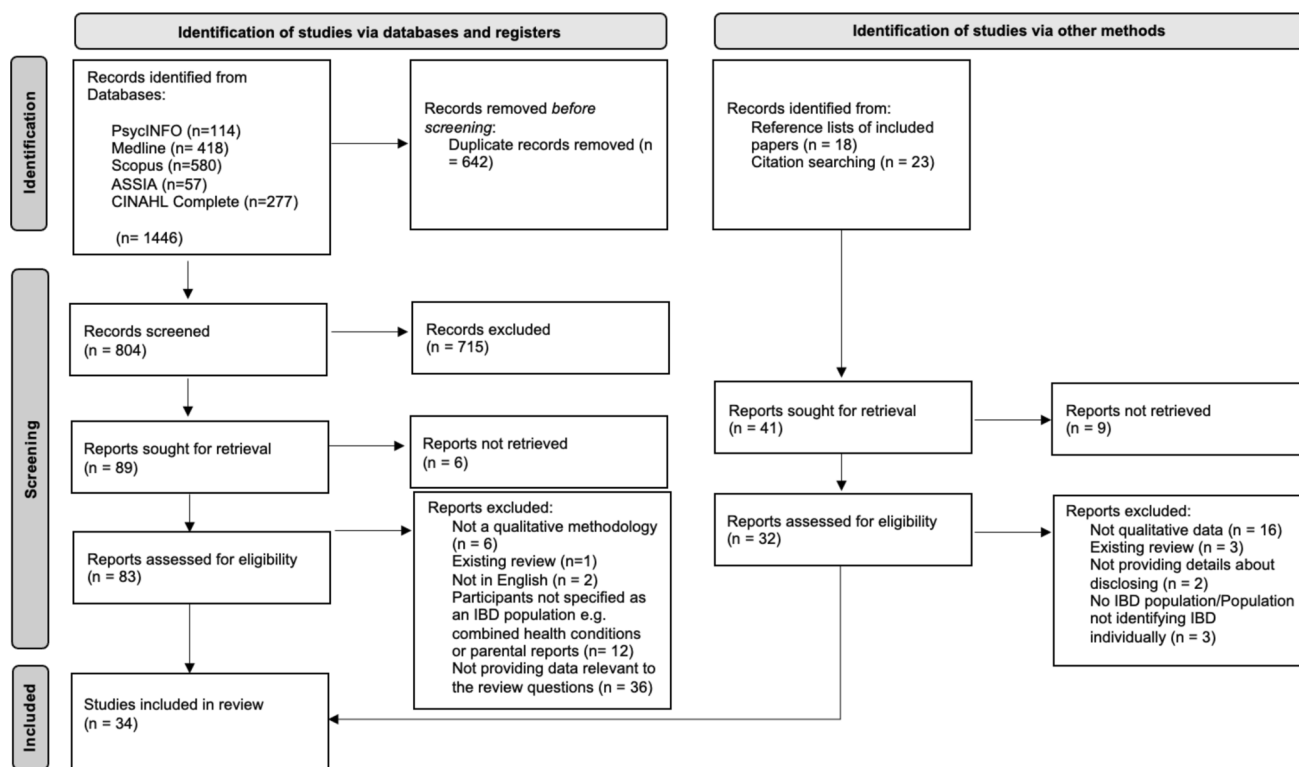 Identification of studies via databases and registers
Identification of studies via other methods
Identification
Records identified from
Databases:
PsycINFO (n=114)
Medline (n= 418)
Scopus (n=580)
ASSIA (n=57)
CINAHL Complete (n=277)
(n= 1446)
Records removed before
screening:
Duplicate records removed (n
= 642)
Records identified from:
Reference lists of included
papers (n = 18)
Citation searching (n = 23)
Screening
Records screened
(n = 804)
Records excluded
(n = 715)
Reports sought for retrieval
(n = 89)
Reports not retrieved
(n = 6)
Reports sought for retrieval
(n = 41)
Reports not retrieved
(n = 9)
Reports assessed for eligibility
(n = 83)
Reports excluded:
Not a qualitative methodology
(n = 6)
Existing review (n=1)
Not in English (n = 2)
Participants not specified as
an IBD population e.g.
combined health conditions
or parental reports (n= 12)
Not providing data relevant to
the review questions (n = 36)
Reports assessed for eligibility
(n = 32)
Reports excluded:
Not qualitative data (n = 16)
Existing review (n = 3)
Not providing details about
disclosing (n = 2)
No IBD population/Population
not identifying IBD
individually (n = 3)
Included
Studies included in review
(n = 34)